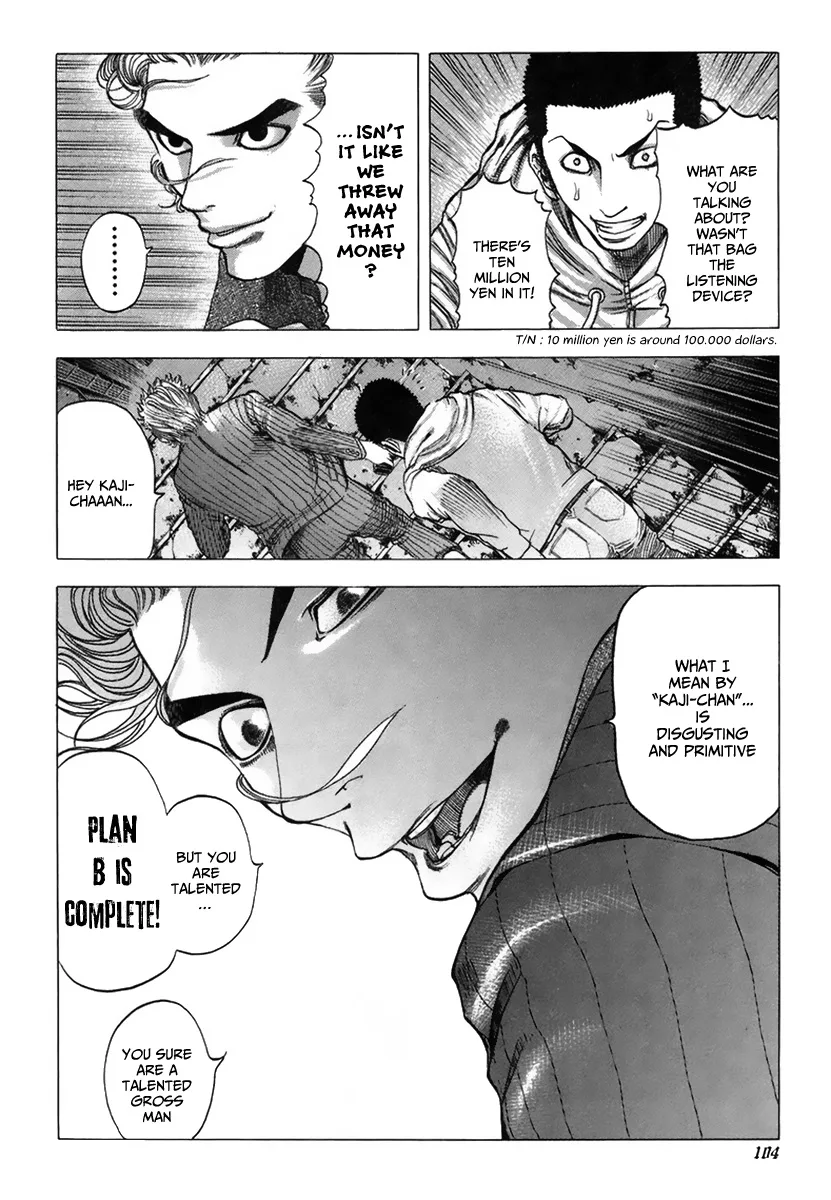 WHAT ARE
YOU
TALKING
ABOUT?
WASN'T
THAT BAG
THE
LISTENING
DEVICE?
THERE'S
TEN
MILLION
YEN IN IT!
T/N : 10 million yen is around 100.000 dollars.
...ISN'T
IT LIKE
WE
THREW
AWAY
THAT
MONEY
?
........
HEY KAJI-
CHAAAN...
WHAT I
MEAN BY
"KAJI-CHAN"...
IS
DISGUSTING
AND PRIMITIVE
BUT YOU
ARE
TALENTED
...
PLAN
B IS
COMPLETE!
YOU SURE
ARE A
TALENTED
GROSS
MAN
104